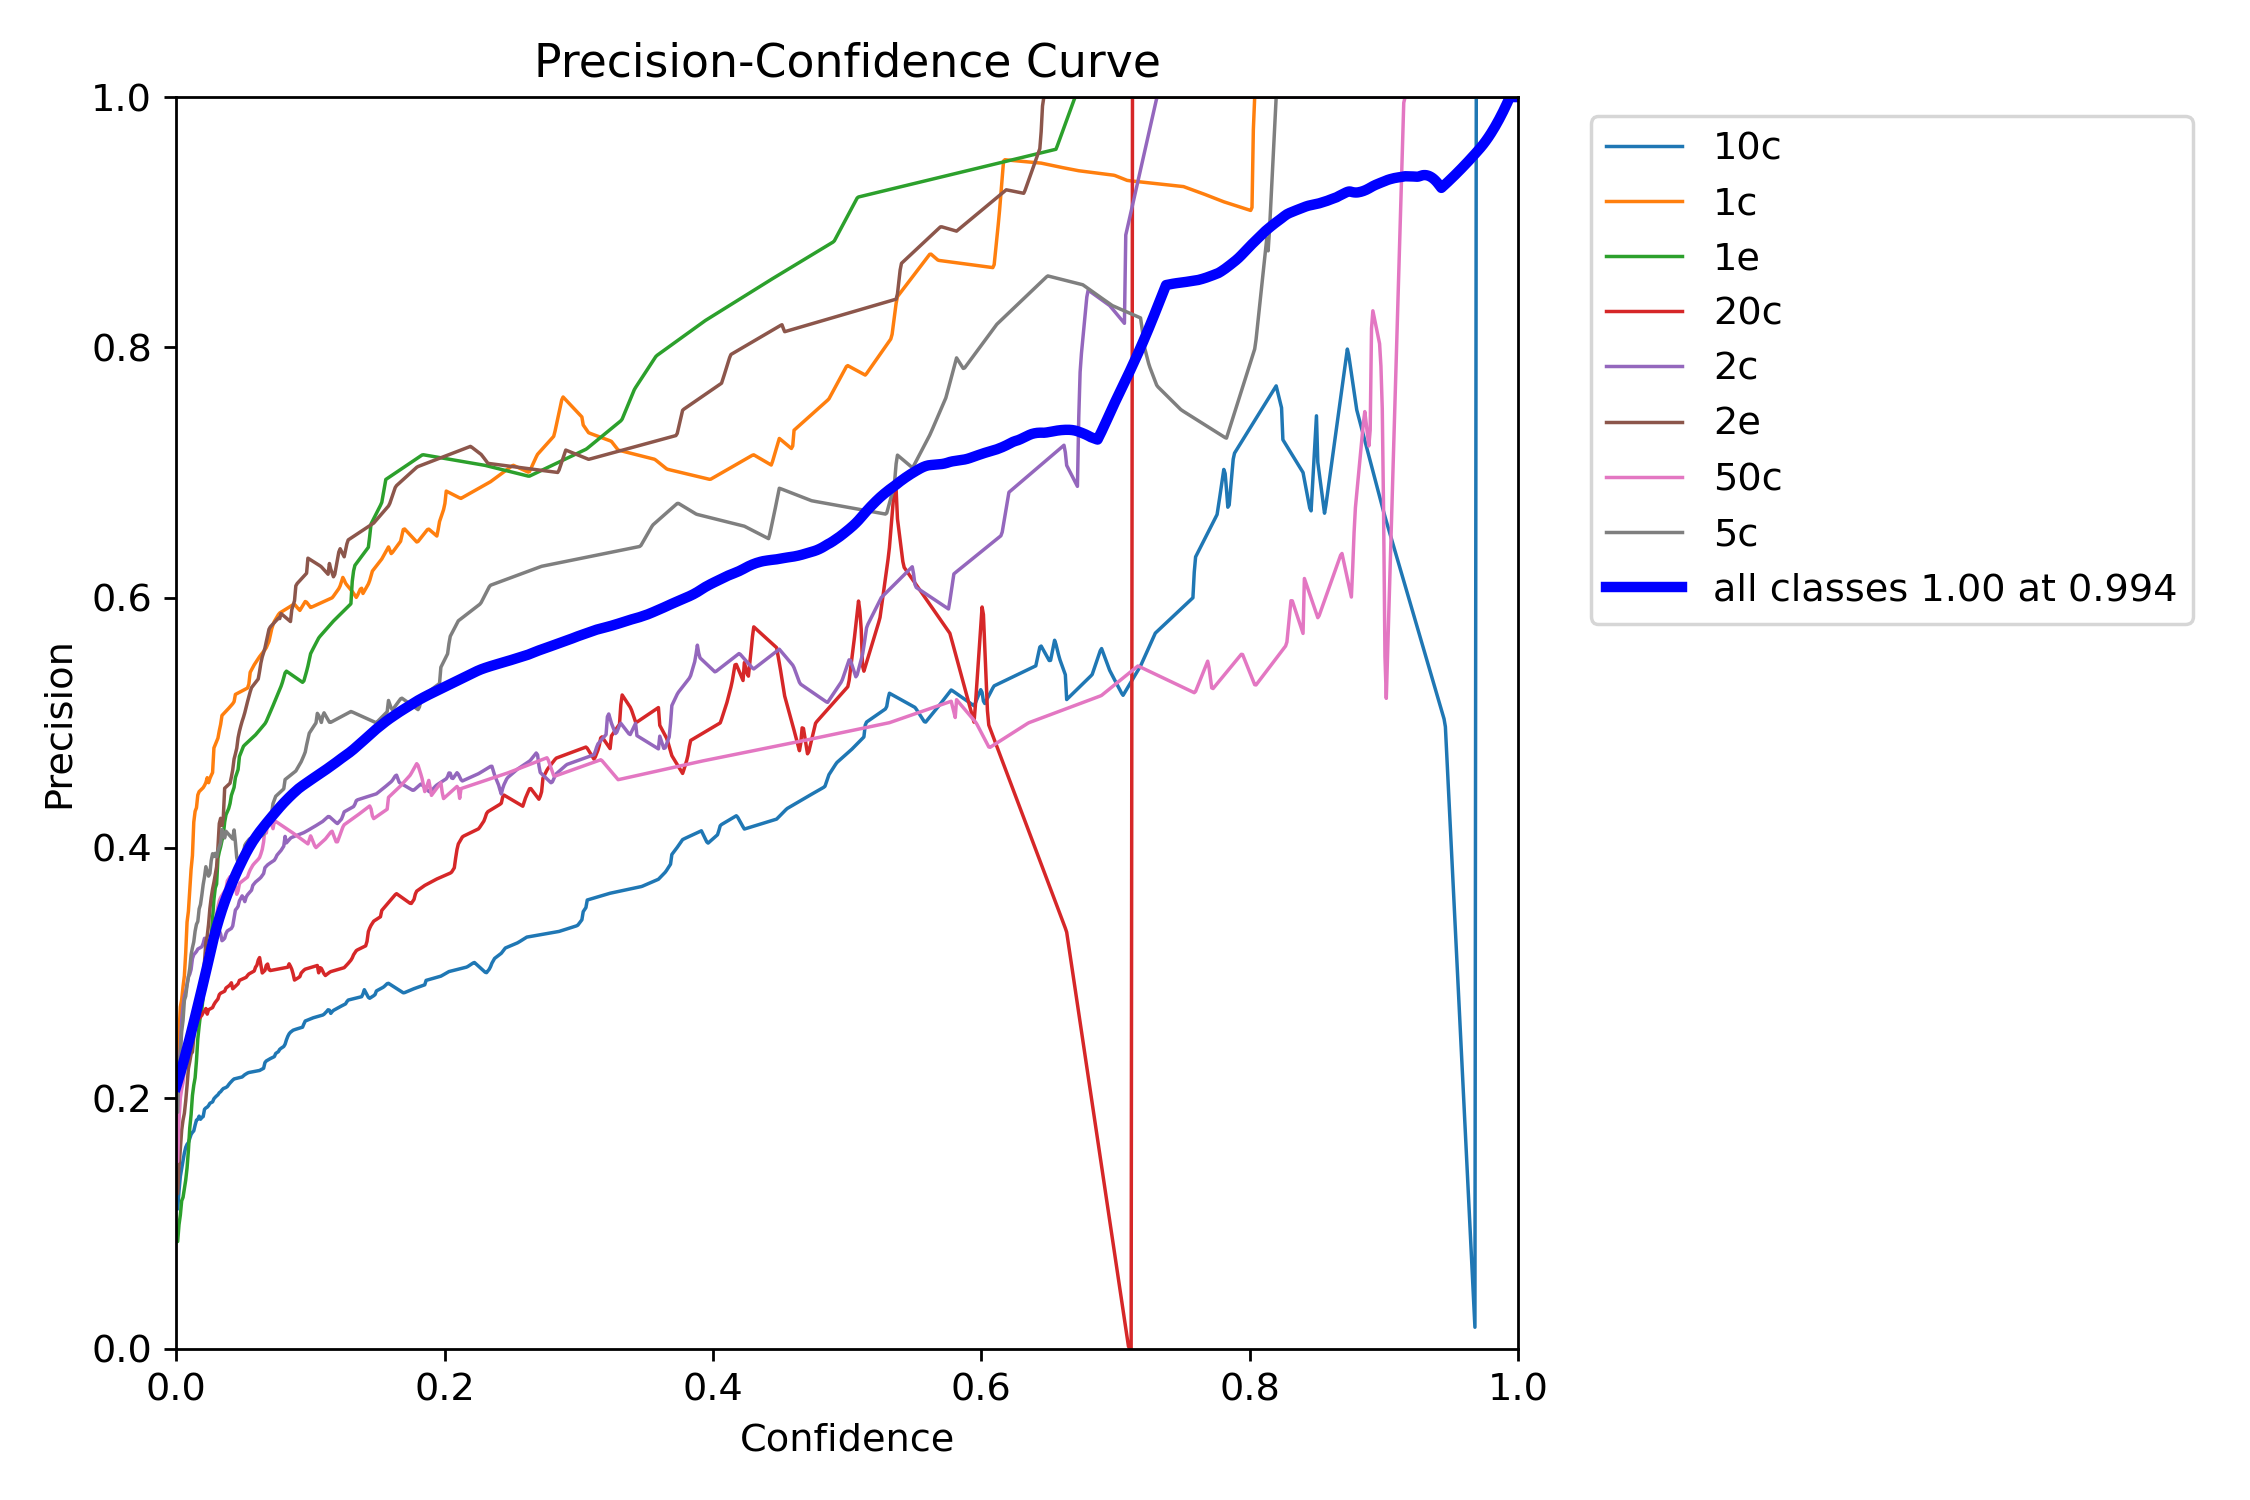 Precision-Confidence Curve
1.0
0.8
0.6
0.4
0.2
0.0
Precision
0.0 0.2 0.4 0.6 0.8 1.0
Confidence
10c
1c
1e
20c
2c
2e
50c
5c
all classes 1.00 at 0.994